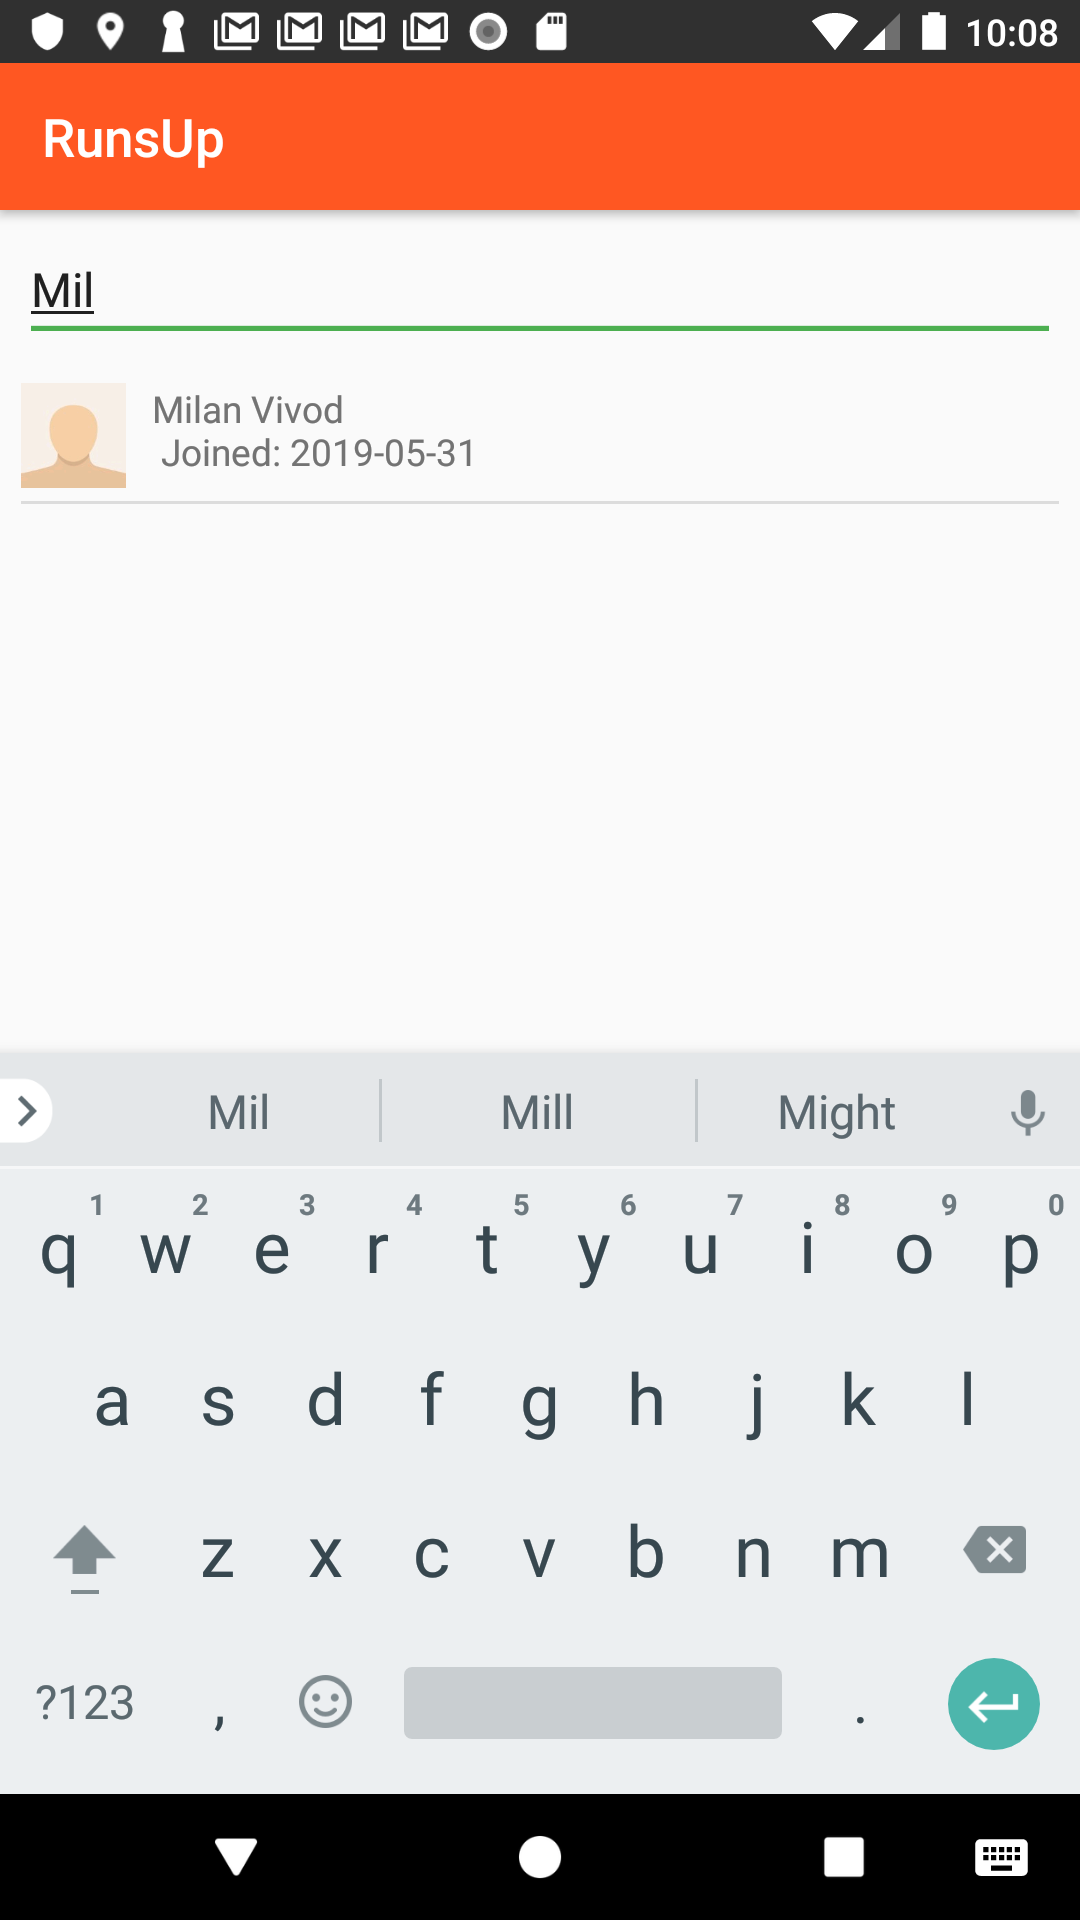 10:08
RunsUp
Mil
Milan Vivod
Joined: 2019-05-31
Mil Mill Might
1 2 3 4 5 6 7 8 9 0
q w e r t y u i o p
a s d f g h j k l
z x c v b n m
?123 , .